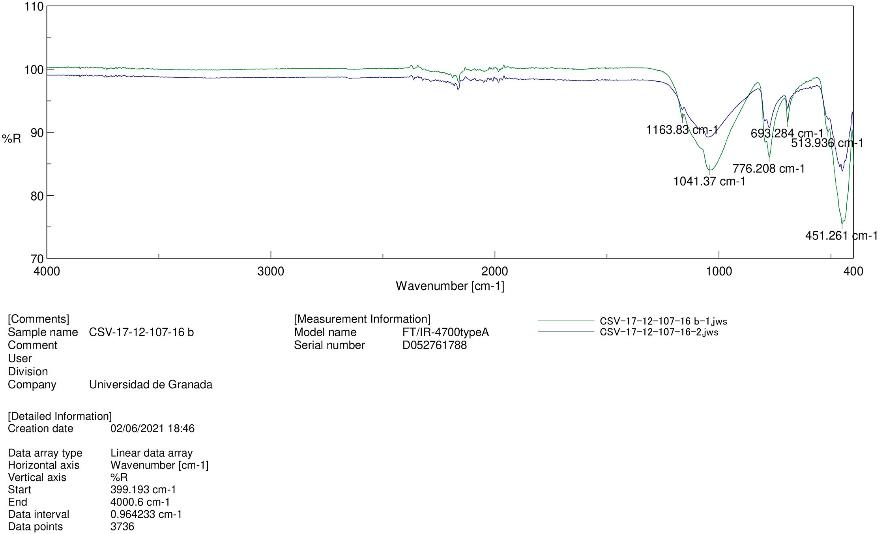 110
100
90
80
70
%R
4000
3000
2000
1000
400
Wavenumber [cm-1]
1163.83 cm-1
1041.37 cm-1
693.284 cm-1
776.208 cm-1
513.936 cm-1
451.261 cm-1
[Comments]
Sample name CSV-17-12-107-16 b
Comment
User
Division
Company Universidad de Granada
[Measurement Information]
Model name FT/IR-4700typeA
Serial number D052761788
CSV-17-12-107-16 b-1.jws
CSV-17-12-107-16-2.jws
[Detailed Information]
Creation date 02/06/2021 18:46
Data array type Linear data array
Horizontal axis Wavenumber [cm-1]
Vertical axis %R
Start 399.193 cm-1
End 4000.6 cm-1
Data interval 0.964233 cm-1
Data points 3736